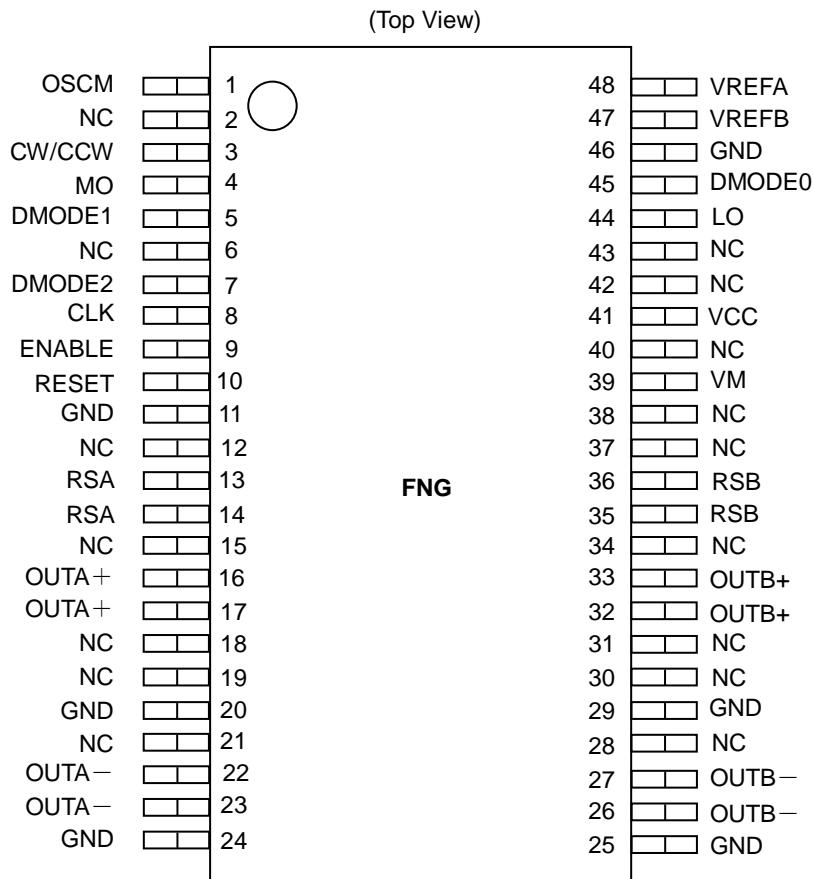 (Top View)
OSCM 1 48 VREFA
NC 2 47 VREFB
CW/CCW 3 46 GND
MO 4 45 DMODE0
DMODE1 5 44 LO
NC 6 43 NC
DMODE2 7 42 NC
CLK 8 41 VCC
ENABLE 9 40 NC
RESET 10 39 VM
GND 11 38 NC
NC 12 37 NC
RSA 13 36 RSB
FNG
RSA 14 35 RSB
NC 15 34 NC
OUTA+ 16 33 OUTB+
OUTA+ 17 32 OUTB+
NC 18 31 NC
NC 19 30 NC
GND 20 29 GND
NC 21 28 NC
OUTA− 22 27 OUTB−
OUTA− 23 26 OUTB−
GND 24 25 GND